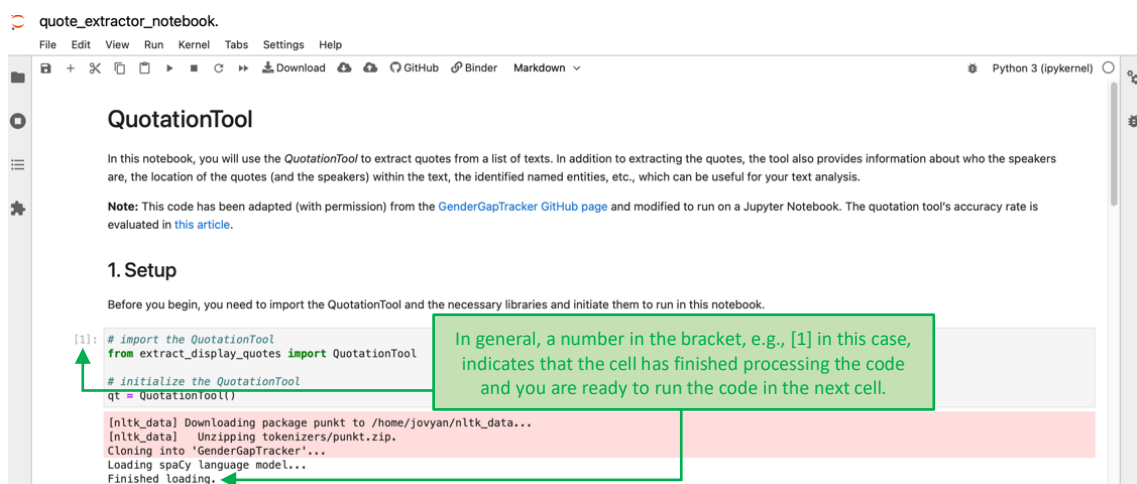 quote_extractor_notebook.
File Edit View Run Kernel Tabs Settings Help
Download GitHub Binder Markdown Python 3 (ipykernel)
QuotationTool
In this notebook, you will use the QuotationTool to extract quotes from a list of texts. In addition to extracting the quotes, the tool also provides information about who the speakers
are, the location of the quotes (and the speakers) within the text, the identified named entities, etc., which can be useful for your text analysis.
Note: This code has been adapted (with permission) from the GenderGapTracker GitHub page and modified to run on a Jupyter Notebook. The quotation tool's accuracy rate is
evaluated in this article.
1. Setup
Before you begin, you need to import the QuotationTool and the necessary libraries and initiate them to run in this notebook.
[1]: # import the QuotationTool
from extract_display_quotes import QuotationTool
# initialize the QuotationTool
qt = QuotationTool()
In general, a number in the bracket, e.g., [1] in this case,
indicates that the cell has finished processing the code
and you are ready to run the code in the next cell.
[nltk_data] Downloading package punkt to /home/jovyan/nltk_data...
[nltk_data] Unzipping tokenizers/punkt.zip.
Cloning into 'GenderGapTracker'...
Loading spaCy language model...
Finished loading.